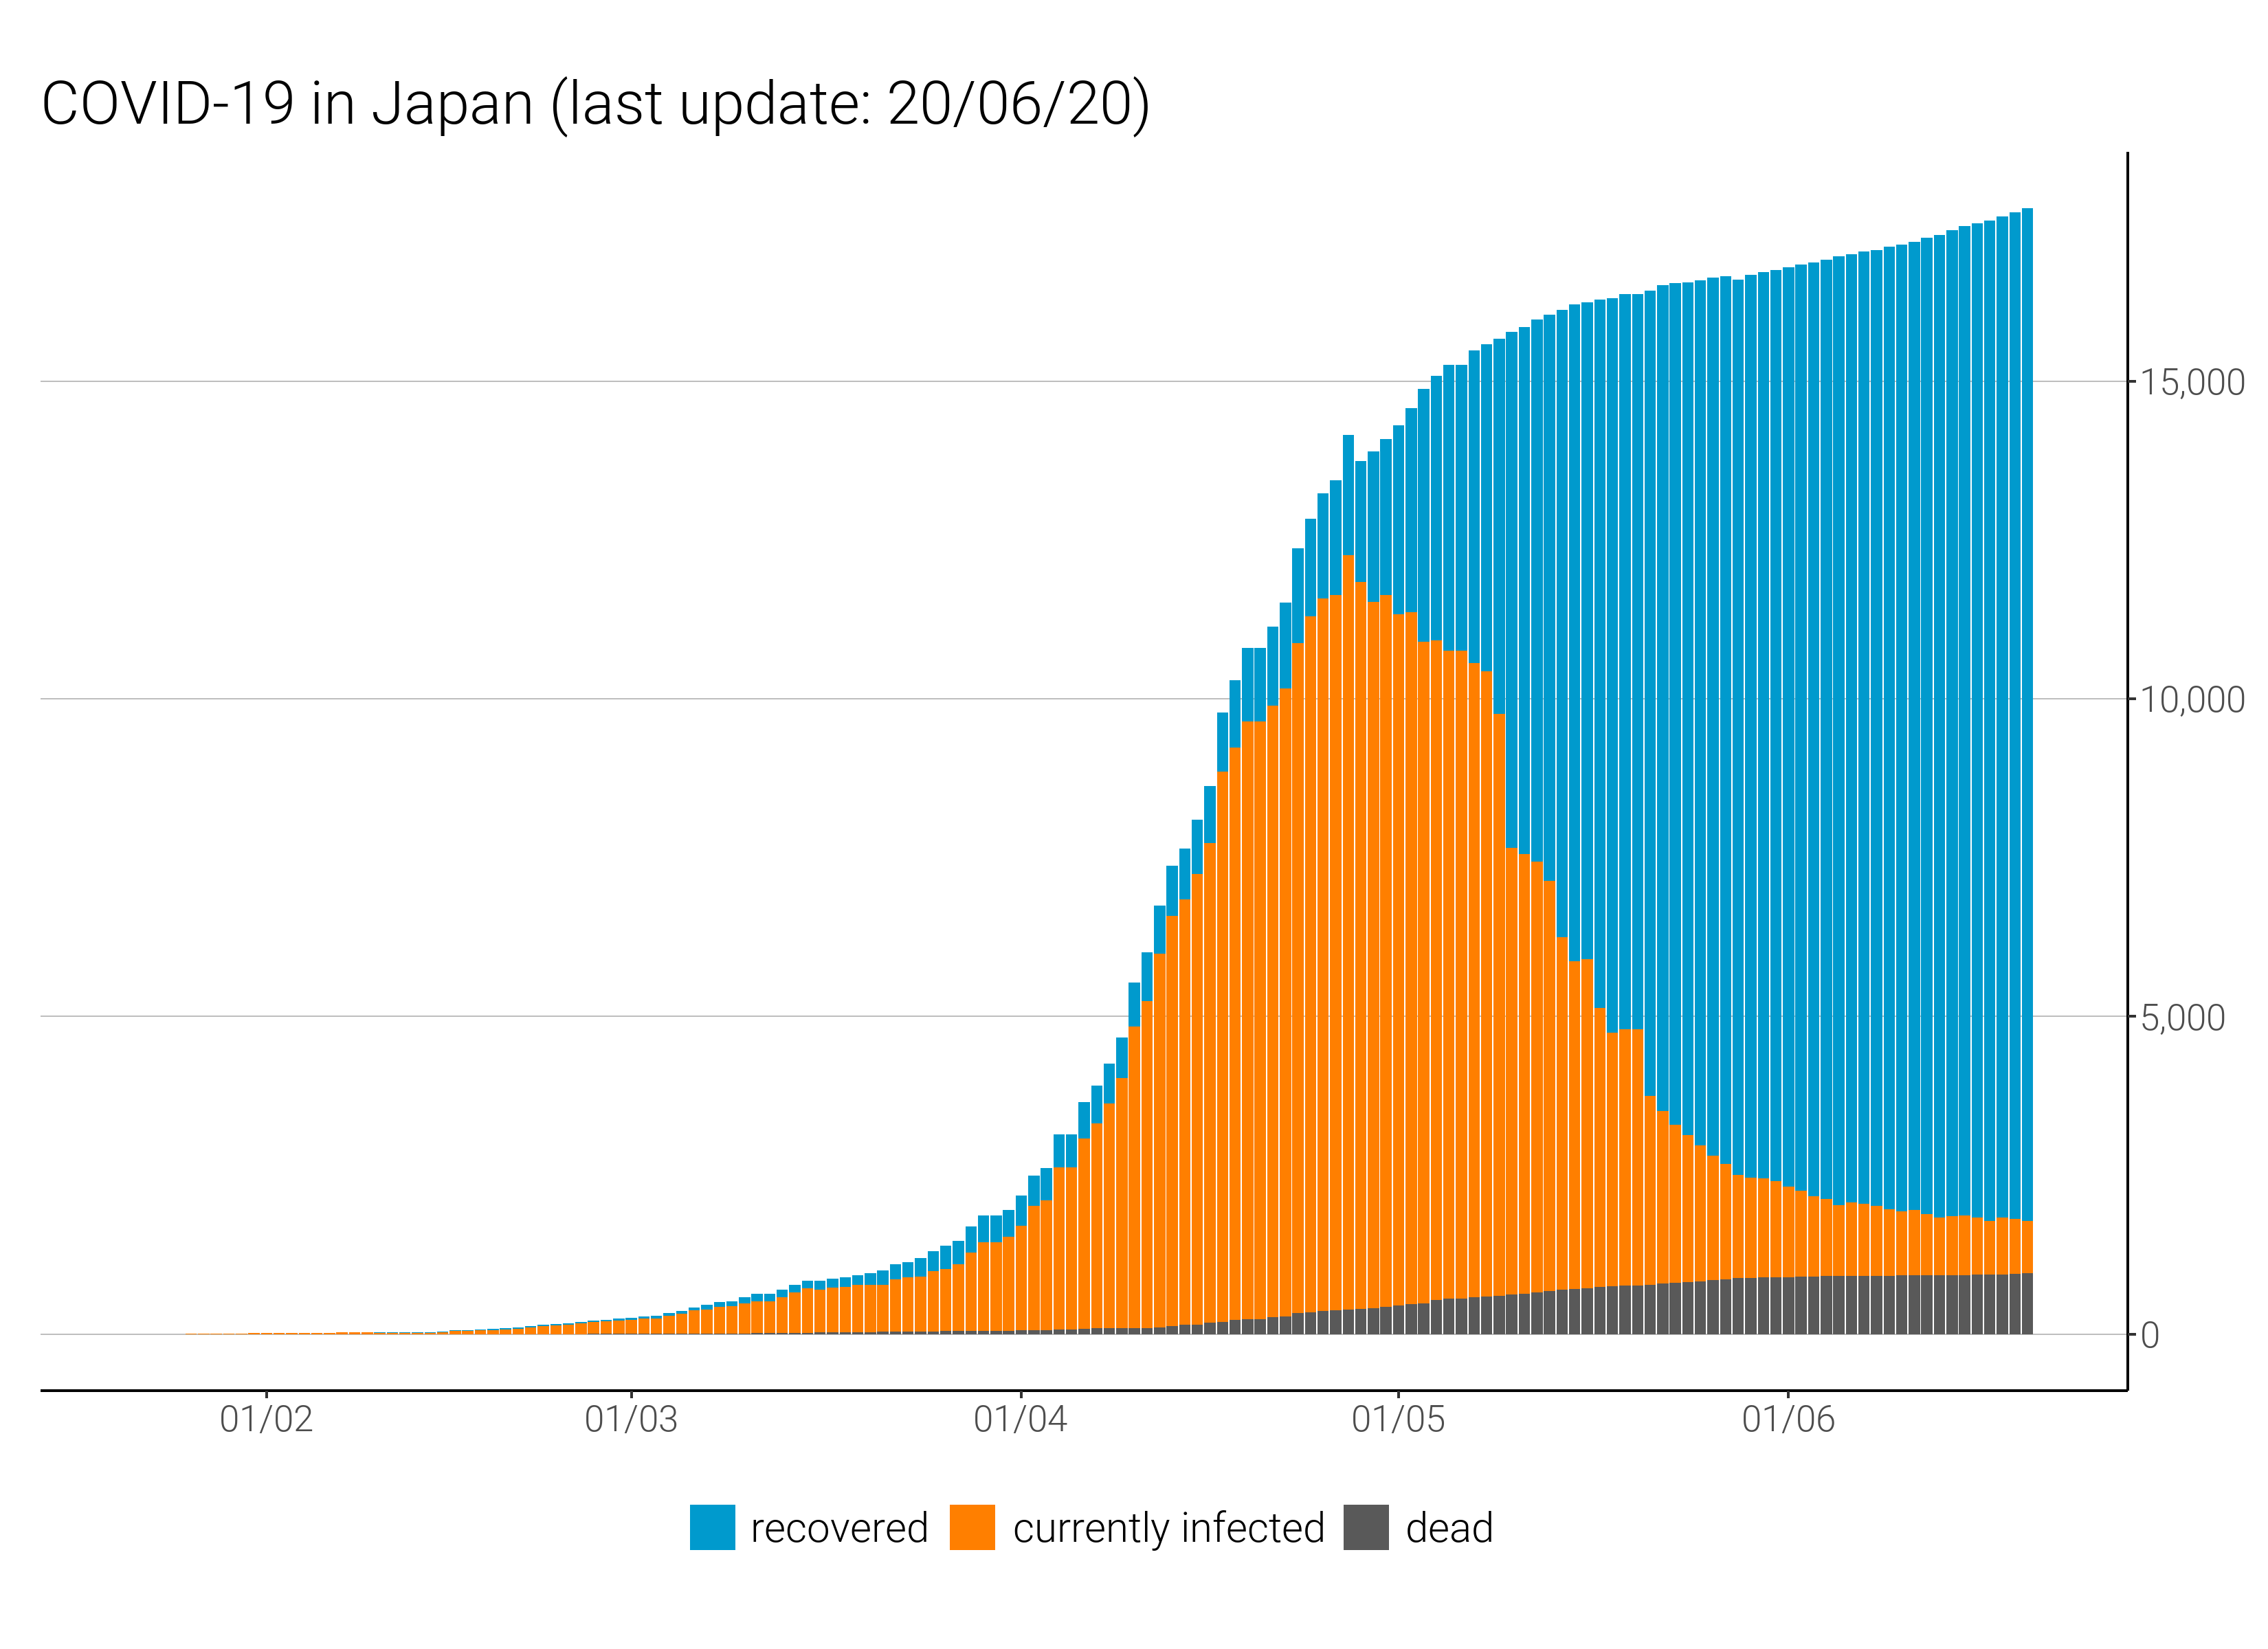 COVID-19 in Japan (last update: 20/06/20)
15,000
10,000
5,000
0
01/02 01/03 01/04 01/05 01/06
recovered currently infected dead